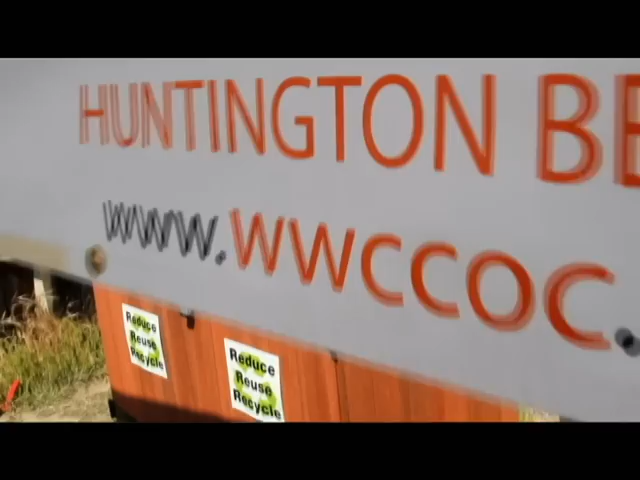 HUNTINGTON BE
www.wwccoc.
Reduce
Reuse
Recycle
Reduce
Reuse
Recycle